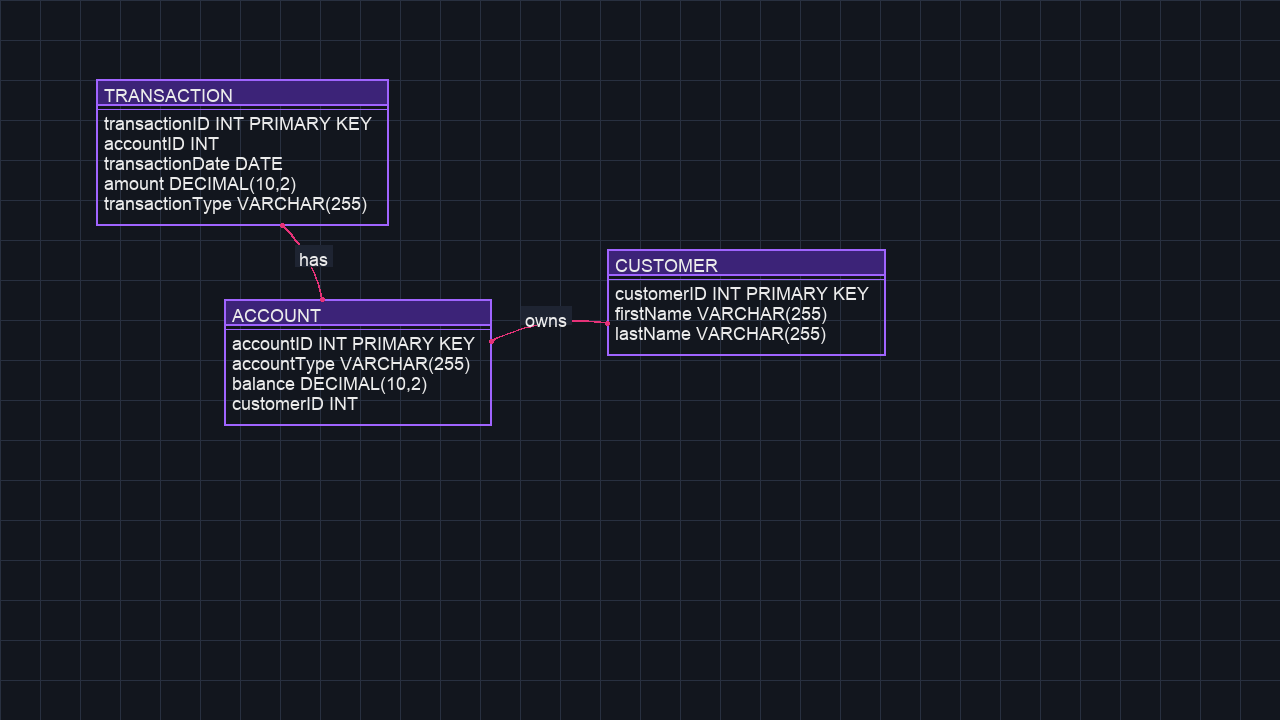 TRANSACTION
transactionID INT PRIMARY KEY
accountID INT
transactionDate DATE
amount DECIMAL(10,2)
transactionType VARCHAR(255)
has
ACCOUNT
accountID INT PRIMARY KEY
accountType VARCHAR(255)
balance DECIMAL(10,2)
customerID INT
owns
CUSTOMER
customerID INT PRIMARY KEY
firstName VARCHAR(255)
lastName VARCHAR(255)